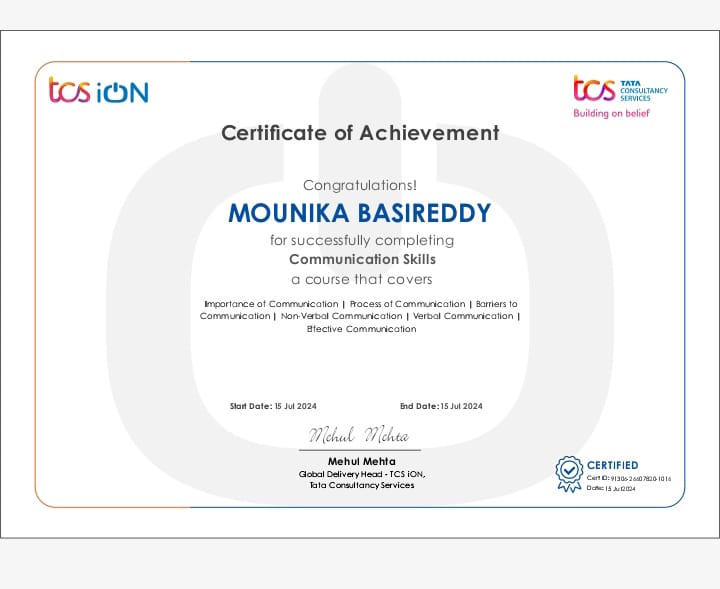 tcs iON
tcs TATA
CONSULTANCY
SERVICES
Building on belief
Certificate of Achievement
Congratulations!
MOUNIKA BASIREDDY
for successfully completing
Communication Skills
a course that covers
Importance of Communication | Process of Communication | Barriers to
Communication | Non-Verbal Communication | Verbal Communication |
Effective Communication
Start Date: 15 Jul 2024
End Date: 15 Jul 2024
Mehul Mehta
Mehul Mehta
Global Delivery Head - TCS iON,
Tata Consultancy Services
CERTIFIED
Cert ID: 91306-26607820-1016
Date: 15 Jul 2024